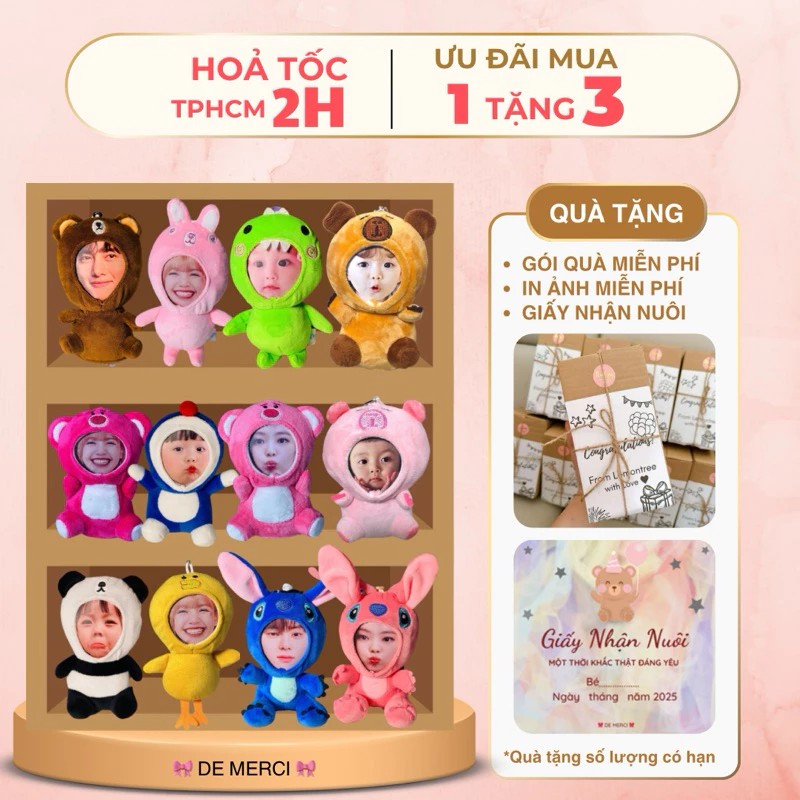 HOẢ TỐC
TPHCM 2H
ƯU ĐÃI MUA
1 TẶNG 3
QUÀ TẶNG
• GÓI QUÀ MIỄN PHÍ
• IN ẢNH MIỄN PHÍ
• GIẤY NHẬN NUÔI
Congratulations!
From Lemontree
with Love
Giấy Nhận Nuôi
MỘT THỜI KHẮC THẬT ĐÁNG YÊU
Bé............
Ngày tháng năm 2025
DE MERCI
*Quà tặng số lượng có hạn
DE MERCI